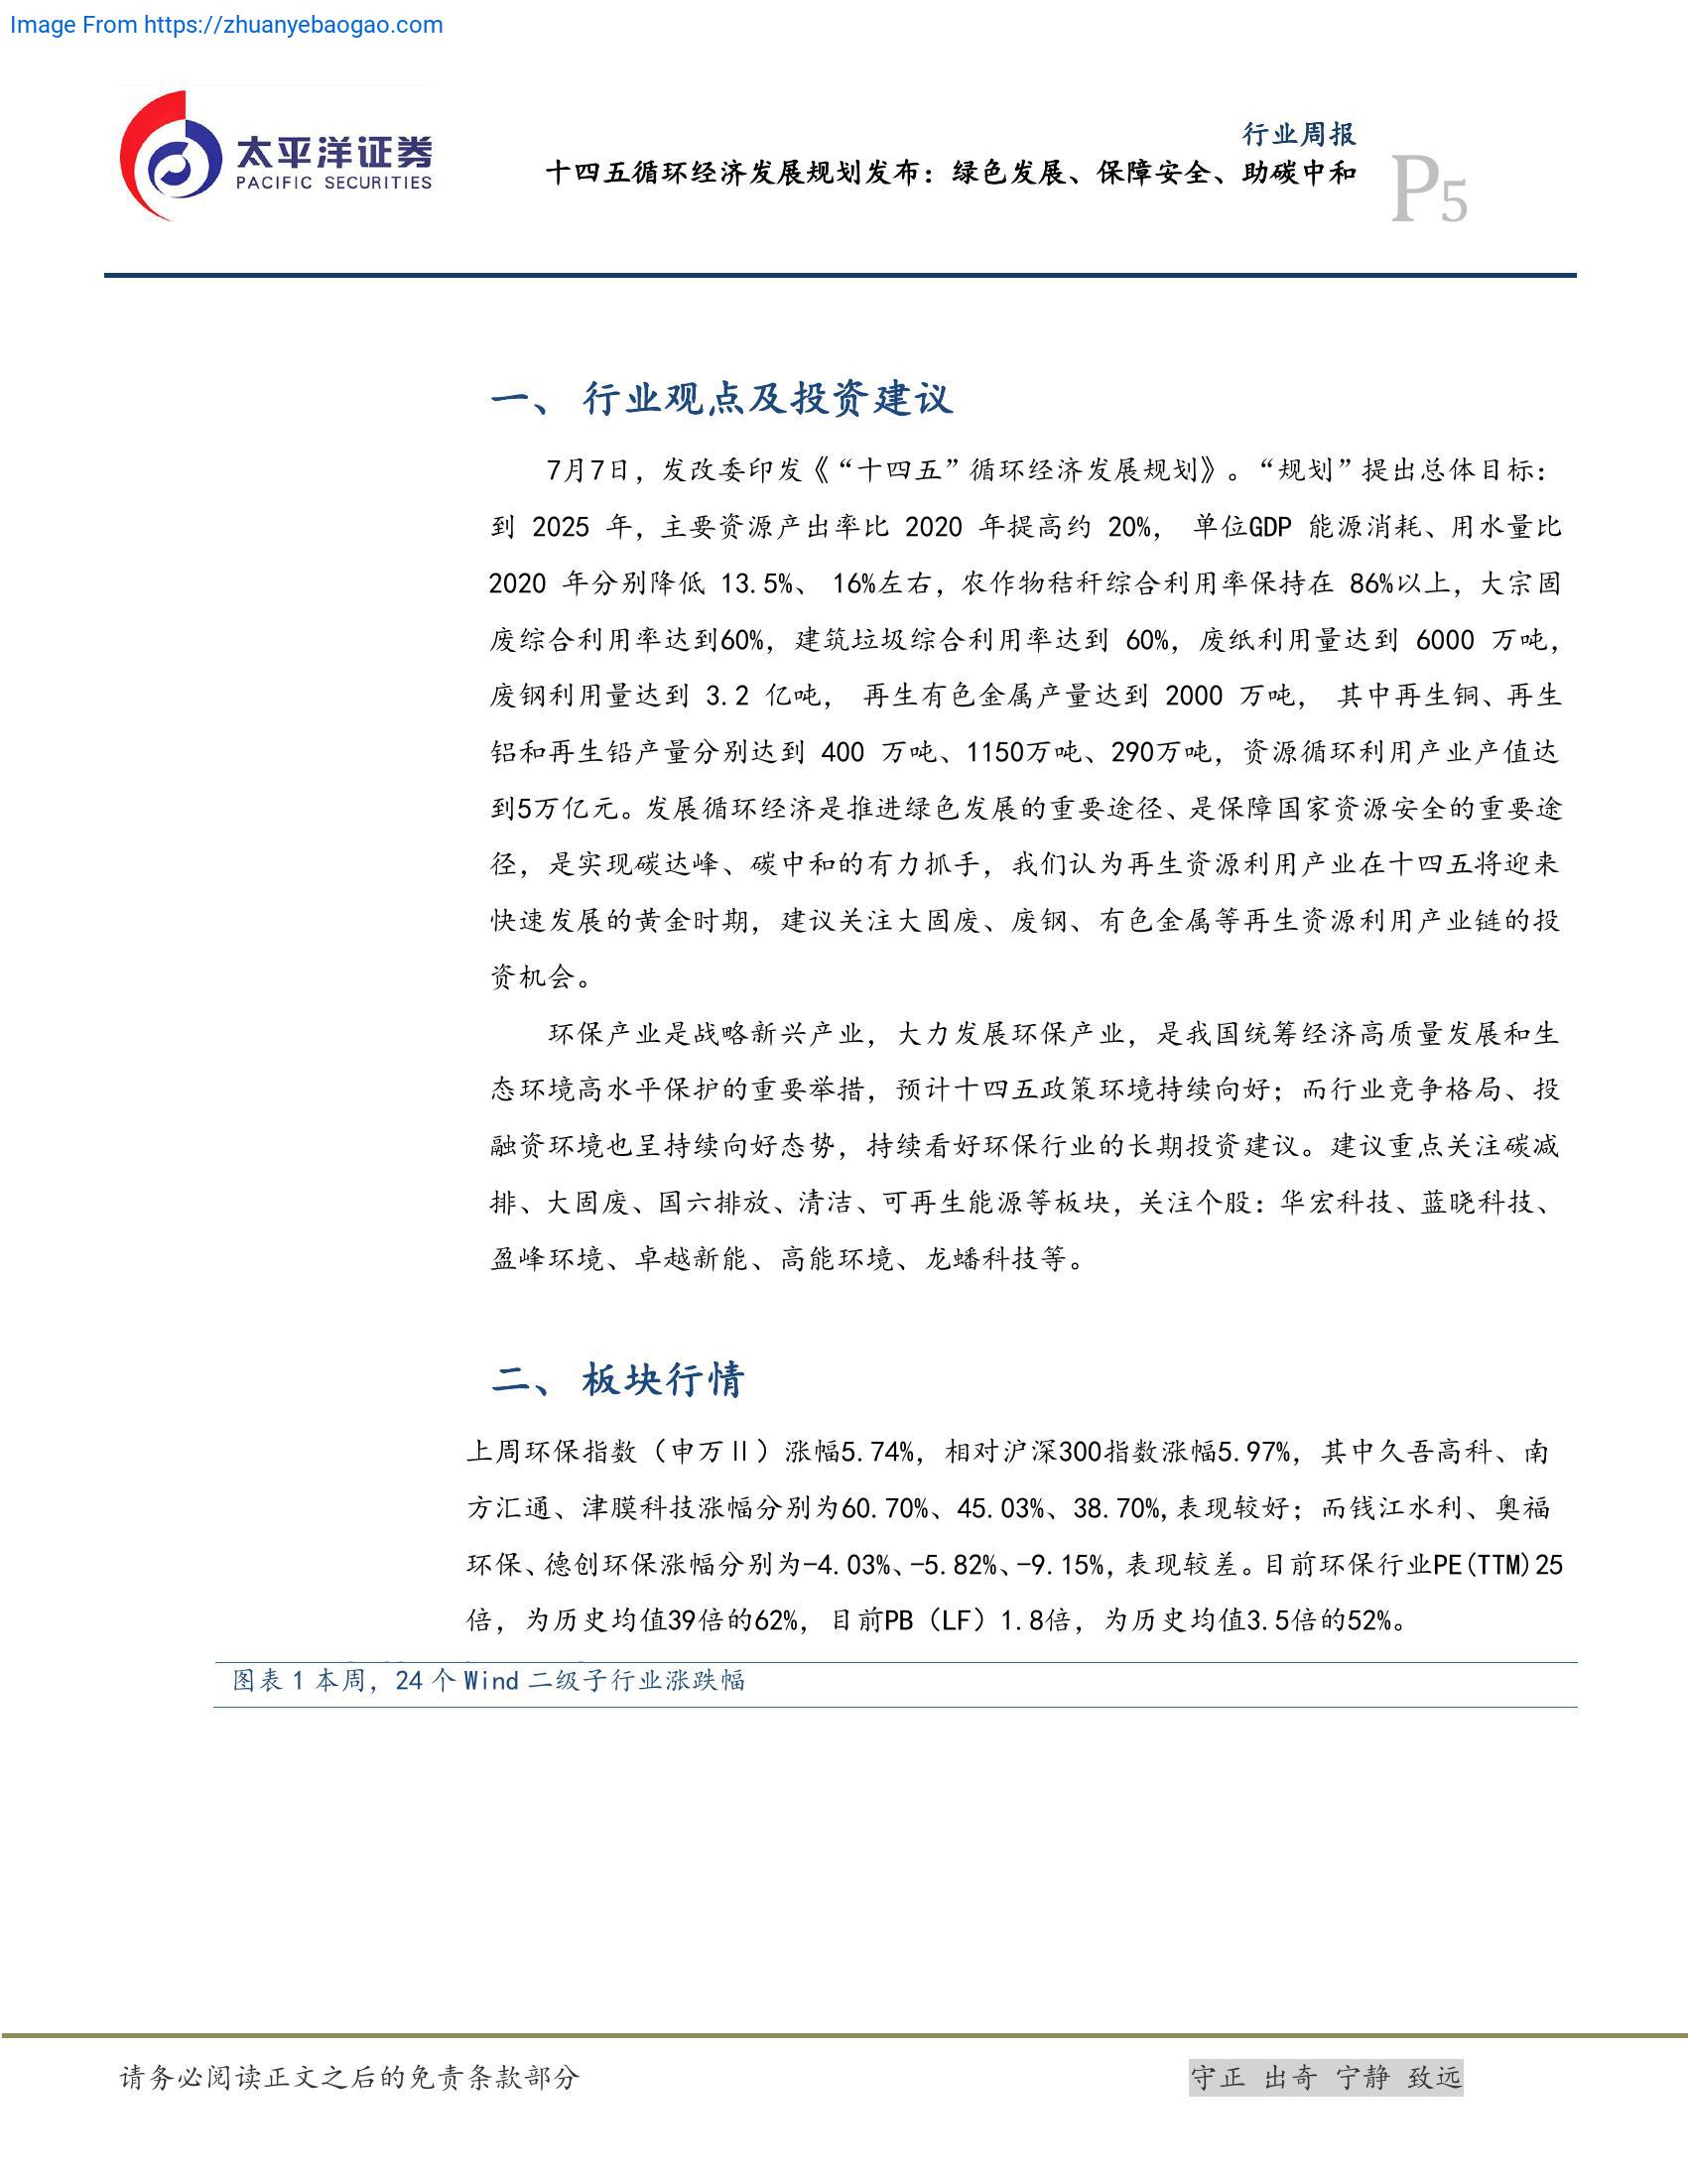 Image From https://zhuanyebaogao.com
太平洋证券
PACIFIC SECURITIES
行业周报
十四五循环经济发展规划发布：绿色发展、保障安全、助碳中和
P5
一、 行业观点及投资建议
7月7日，发改委印发《“十四五”循环经济发展规划》。“规划”提出总体目标：
到 2025 年，主要资源产出率比 2020 年提高约 20%， 单位GDP 能源消耗、用水量比
2020 年分别降低 13.5%、 16%左右，农作物秸秆综合利用率保持在 86%以上，大宗固
废综合利用率达到60%，建筑垃圾综合利用率达到 60%，废纸利用量达到 6000 万吨，
废钢利用量达到 3.2 亿吨， 再生有色金属产量达到 2000 万吨， 其中再生铜、再生
铝和再生铅产量分别达到 400 万吨、1150万吨、290万吨，资源循环利用产业产值达
到5万亿元。发展循环经济是推进绿色发展的重要途径、是保障国家资源安全的重要途
径，是实现碳达峰、碳中和的有力抓手，我们认为再生资源利用产业在十四五将迎来
快速发展的黄金时期，建议关注大固废、废钢、有色金属等再生资源利用产业链的投
资机会。
环保产业是战略新兴产业，大力发展环保产业，是我国统筹经济高质量发展和生
态环境高水平保护的重要举措，预计十四五政策环境持续向好；而行业竞争格局、投
融资环境也呈持续向好态势，持续看好环保行业的长期投资建议。建议重点关注碳减
排、大固废、国六排放、清洁、可再生能源等板块，关注个股：华宏科技、蓝晓科技、
盈峰环境、卓越新能、高能环境、龙蟠科技等。
二、 板块行情
上周环保指数（申万Ⅱ）涨幅5.74%，相对沪深300指数涨幅5.97%，其中久吾高科、南
方汇通、津膜科技涨幅分别为60.70%、45.03%、38.70%,表现较好；而钱江水利、奥福
环保、德创环保涨幅分别为-4.03%、-5.82%、-9.15%,表现较差。目前环保行业PE(TTM)25
倍，为历史均值39倍的62%，目前PB（LF）1.8倍，为历史均值3.5倍的52%。
图表 1 本周，24 个 Wind 二级子行业涨跌幅
请务必阅读正文之后的免责条款部分
守正 出奇 宁静 致远